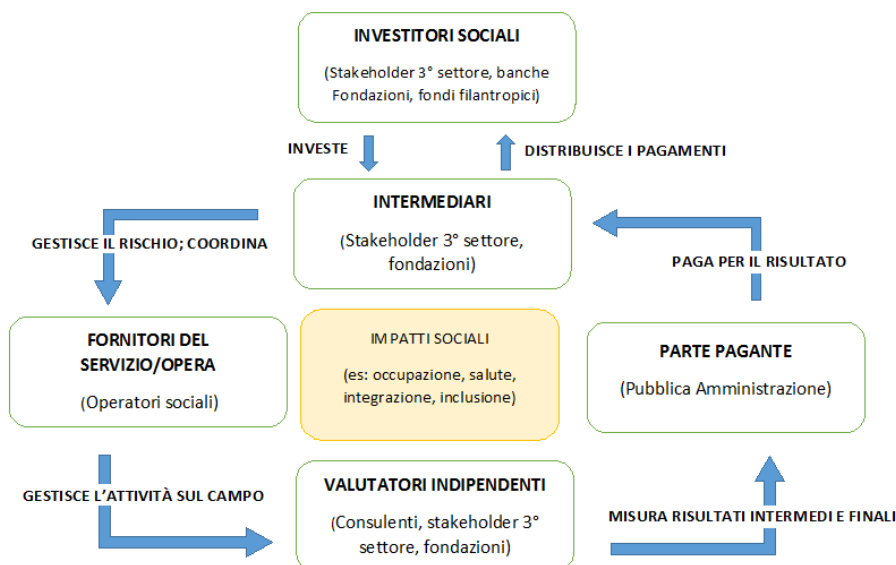 INVESTITORI SOCIALI
(Stakeholder 3° settore, banche
Fondazioni, fondi filantropici)
INVESTE
DISTRIBUISCE I PAGAMENTI
INTERMEDIARI
(Stakeholder 3° settore,
fondazioni)
GESTISCE IL RISCHIO; COORDINA
PAGA PER IL RISULTATO
FORNITORI DEL
SERVIZIO/OPERA
(Operatori sociali)
IMPATTI SOCIALI
(es: occupazione, salute,
integrazione, inclusione)
PARTE PAGANTE
(Pubblica Amministrazione)
GESTISCE L’ATTIVITÀ SUL CAMPO
VALUTATORI INDIPENDENTI
(Consulenti, stakeholder 3°
settore, fondazioni)
MISURA RISULTATI INTERMEDI E FINALI